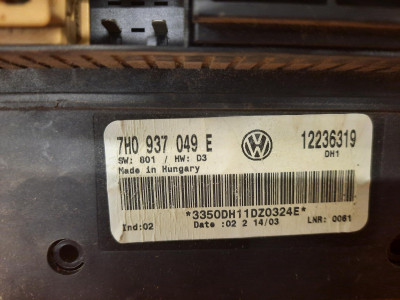 7H0 937 049 E
12236319
SW: 801 / HW: D3
DH1
Made in Hungary
*3350DH11DZ0324E*
Ind:02
Date :02 2 14/03
LNR: 0061